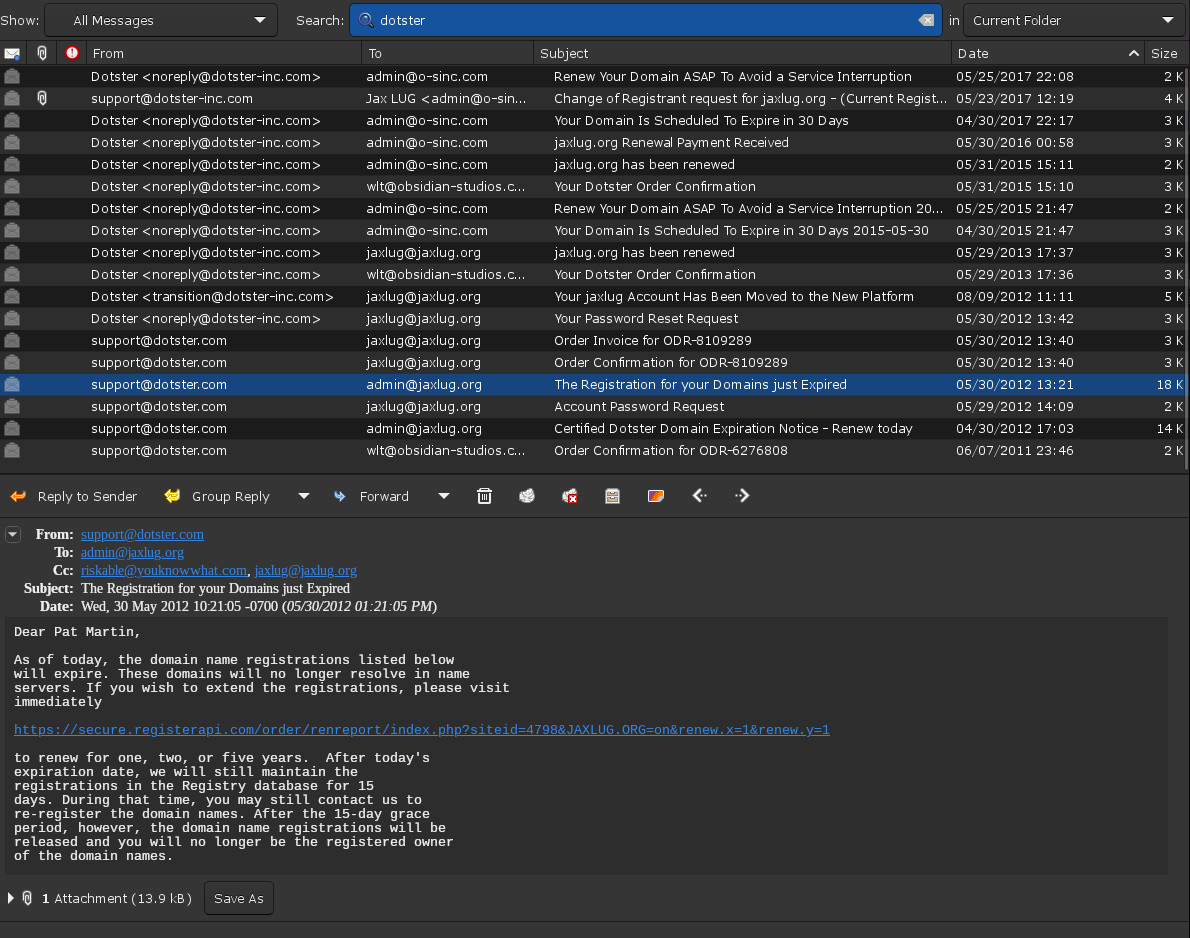 Show: All Messages Search: dotster in Current Folder
From To Subject Date Size
Dotster <noreply@dotster-inc.com> admin@o-sinc.com Renew Your Domain ASAP To Avoid a Service Interruption 05/25/2017 22:08 2 K
support@dotster-inc.com Jax LUG <admin@o-sin... Change of Registrant request for jaxlug.org - (Current Regist... 05/23/2017 12:19 4 K
Dotster <noreply@dotster-inc.com> admin@o-sinc.com Your Domain Is Scheduled To Expire in 30 Days 04/30/2017 22:17 3 K
Dotster <noreply@dotster-inc.com> admin@o-sinc.com jaxlug.org Renewal Payment Received 05/30/2016 00:58 3 K
Dotster <noreply@dotster-inc.com> admin@o-sinc.com jaxlug.org has been renewed 05/31/2015 15:11 2 K
Dotster <noreply@dotster-inc.com> wlt@obsidian-studios.c... Your Dotster Order Confirmation 05/31/2015 15:10 3 K
Dotster <noreply@dotster-inc.com> admin@o-sinc.com Renew Your Domain ASAP To Avoid a Service Interruption 20... 05/25/2015 21:47 2 K
Dotster <noreply@dotster-inc.com> admin@o-sinc.com Your Domain Is Scheduled To Expire in 30 Days 2015-05-30 04/30/2015 21:47 3 K
Dotster <noreply@dotster-inc.com> jaxlug@jaxlug.org jaxlug.org has been renewed 05/29/2013 17:37 3 K
Dotster <noreply@dotster-inc.com> wlt@obsidian-studios.c... Your Dotster Order Confirmation 05/29/2013 17:36 3 K
Dotster <transition@dotster-inc.com> jaxlug@jaxlug.org Your jaxlug Account Has Been Moved to the New Platform 08/09/2012 11:11 5 K
Dotster <noreply@dotster-inc.com> jaxlug@jaxlug.org Your Password Reset Request 05/30/2012 13:42 3 K
support@dotster.com jaxlug@jaxlug.org Order Invoice for ODR-8109289 05/30/2012 13:40 3 K
support@dotster.com jaxlug@jaxlug.org Order Confirmation for ODR-8109289 05/30/2012 13:40 3 K
support@dotster.com admin@jaxlug.org The Registration for your Domains just Expired 05/30/2012 13:21 18 K
support@dotster.com jaxlug@jaxlug.org Account Password Request 05/29/2012 14:09 2 K
support@dotster.com admin@jaxlug.org Certified Dotster Domain Expiration Notice - Renew today 04/30/2012 17:03 14 K
support@dotster.com wlt@obsidian-studios.c... Order Confirmation for ODR-6276808 06/07/2011 23:46 2 K
Reply to Sender Group Reply Forward
From: support@dotster.com
To: admin@jaxlug.org
Cc: riskable@youknowwhat.com, jaxlug@jaxlug.org
Subject: The Registration for your Domains just Expired
Date: Wed, 30 May 2012 10:21:05 -0700 (05/30/2012 01:21:05 PM)
Dear Pat Martin,
As of today, the domain name registrations listed below
will expire. These domains will no longer resolve in name
servers. If you wish to extend the registrations, please visit
immediately
https://secure.registerapi.com/order/renreport/index.php?siteid=4798&JAXLUG.ORG=on&renew.x=1&renew.y=1
to renew for one, two, or five years.  After today's
expiration date, we will still maintain the
registrations in the Registry database for 15
days. During that time, you may still contact us to
re-register the domain names. After the 15-day grace
period, however, the domain name registrations will be
released and you will no longer be the registered owner
of the domain names.
1 Attachment (13.9 kB) Save As